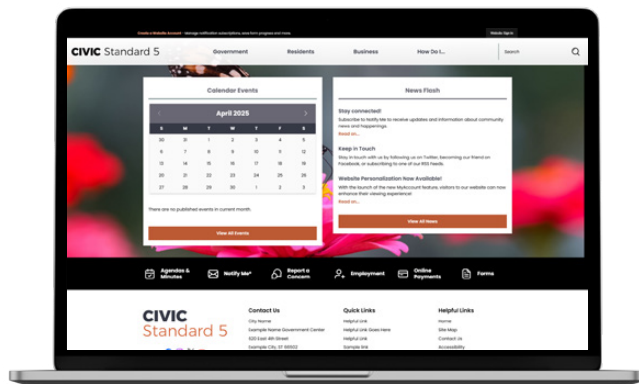 Create a Website Account - Manage notification subscriptions, save form progress and more.
Website Sign In
CIVIC Standard 5
Government
Residents
Business
How Do I...
Search
Calendar Events
April 2025
S M T W T F S
30 31 1 2 3 4 5
6 7 8 9 10 11 12
13 14 15 16 17 18 19
20 21 22 23 24 25 26
27 28 29 30 1 2 3
There are no published events in current month.
View All Events
News Flash
Stay connected!
Subscribe to Notify Me to receive updates and information about community
news and happenings.
Read on...
Keep in Touch
Stay in touch with us by following us on Twitter, becoming our friend on
Facebook, or subscribing to one of our RSS feeds.
Website Personalization Now Available!
With the launch of the new MyAccount feature, visitors to our website can now
enhance their viewing experience!
Read on...
View All News
Agendas &
Minutes
Notify Me®
Report a
Concern
Employment
Online
Payments
Forms
CIVIC
Standard 5
Contact Us
City Name
Example Name Government Center
520 East 4th Street
Example City, ST 66502
Quick Links
Helpful Link
Helpful Link Goes Here
Helpful Link
Sample link
Helpful Links
Home
Site Map
Contact Us
Accessibility